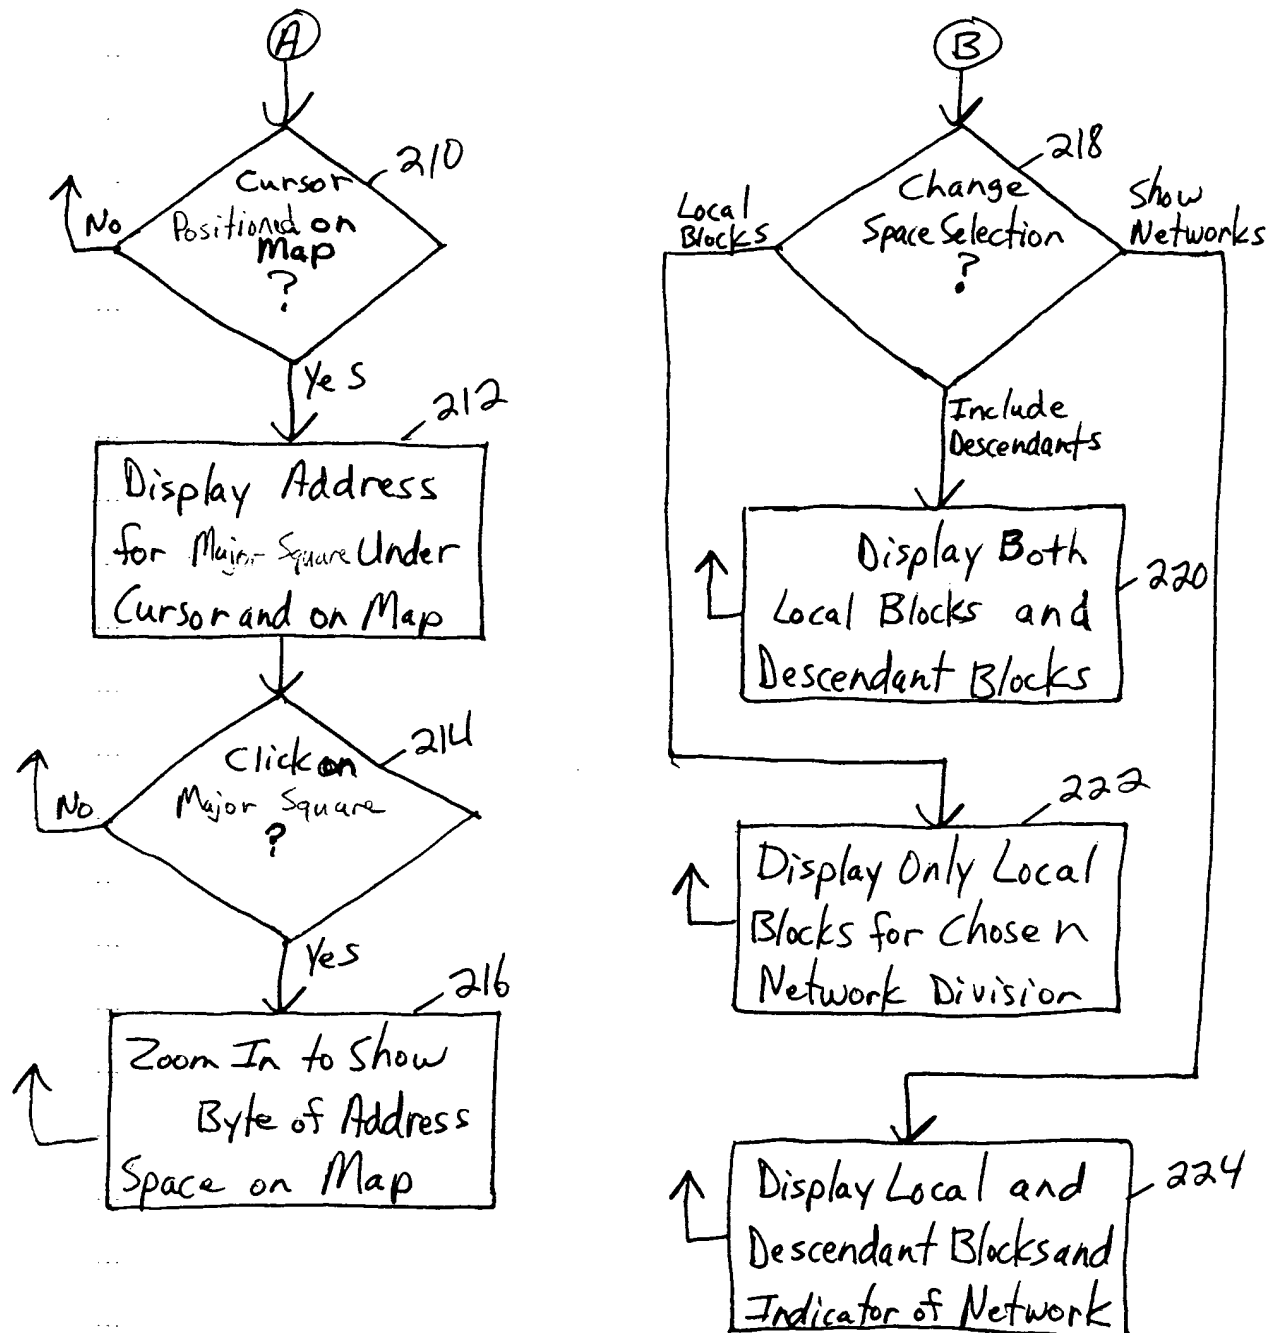 A
210
Cursor
Positioned on
Map
?
No
Yes
212
Display Address
for Major Square Under
Cursor and on Map
214
Click on
Major Square
?
No
Yes
216
Zoom In to Show
Byte of Address
Space on Map
B
218
Change
Space Selection
?
Local
Blocks
Show
Networks
Include
Descendants
Display Both
Local Blocks and
Descendant Blocks
220
222
Display Only Local
Blocks for Chosen
Network Division
224
Display Local and
Descendant Blocks and
Indicator of Network